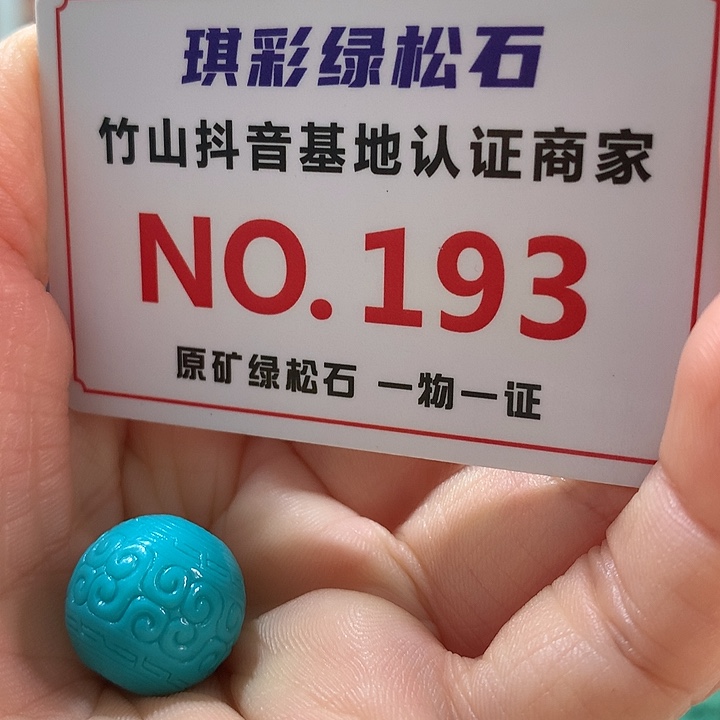 琪彩绿松石
竹山抖音基地认证商家
NO.193
原矿绿松石 一物一证